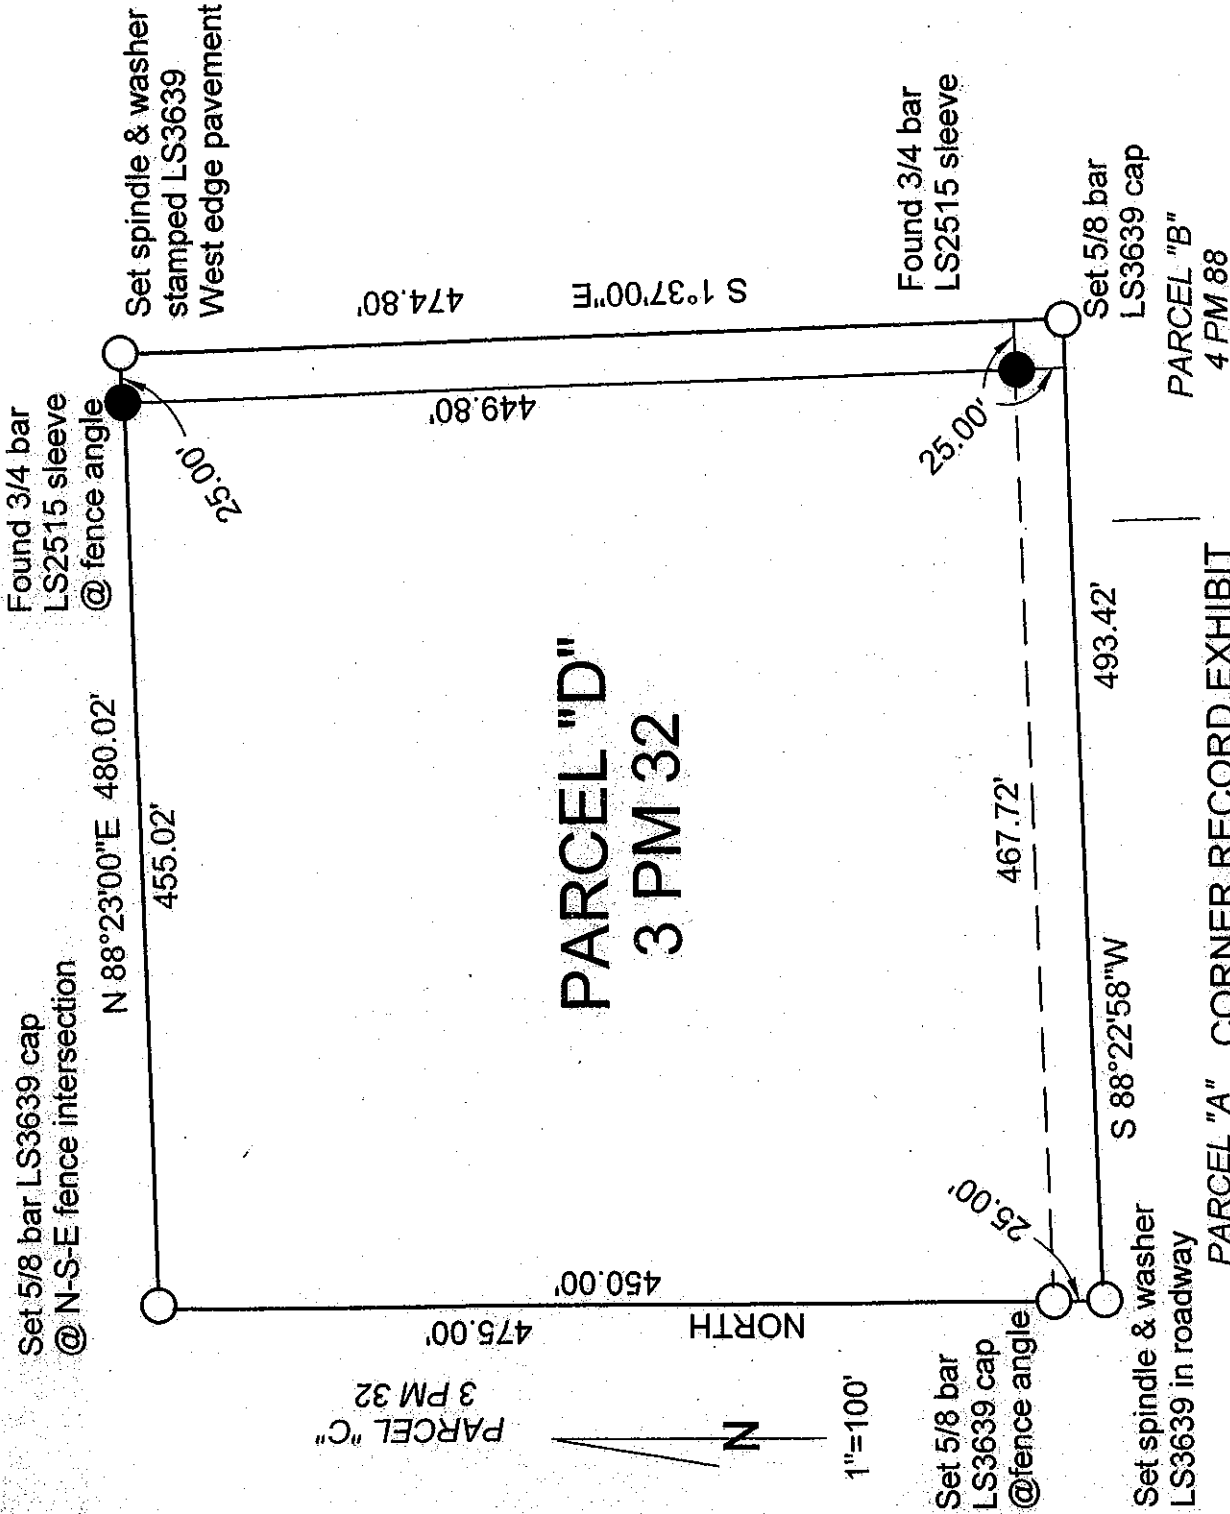 Set 5/8 bar LS3639 cap
@ N-S-E fence intersection
Found 3/4 bar
LS2515 sleeve
@ fence angle
Set spindle & washer
stamped LS3639
West edge pavement
N 88°23'00"E 480.02'
455.02'
25.00'
474.80'
S 1°37'00"E
449.80'
PARCEL "D"
3 PM 32
475.00'
NORTH
450.00'
PARCEL "C"
3 PM 32
N
1"=100'
Found 3/4 bar
LS2515 sleeve
25.00'
467.72'
25.00'
Set 5/8 bar
LS3639 cap
@fence angle
Set 5/8 bar
LS3639 cap
S 88°22'58"W
493.42'
Set spindle & washer
LS3639 in roadway
PARCEL "A"
PARCEL "B"
4 PM 88
CORNER RECORD EXHIBIT